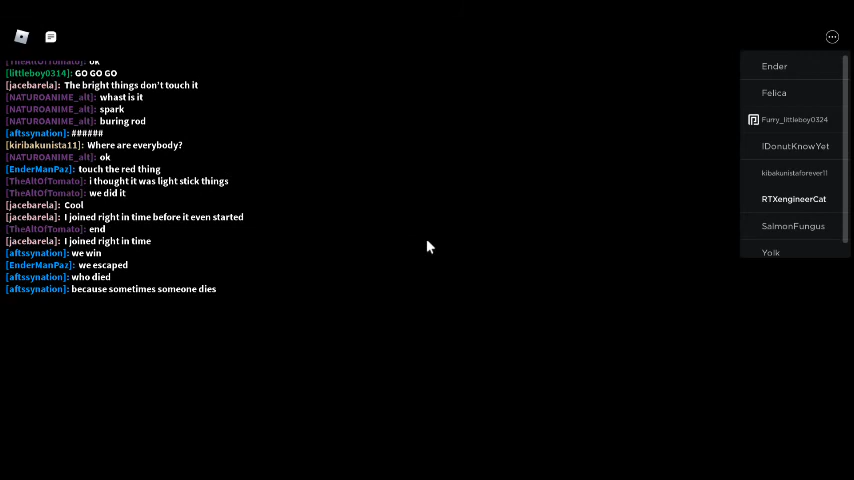 [TheAltOfTomato]: ok
[littleboy0314]: GO GO GO
[jacebarela]: The bright things don't touch it
[NATUROANIME_alt]: whast is it
[NATUROANIME_alt]: spark
[NATUROANIME_alt]: buring rod
[aftssynation]: ######
[kiribakunista11]: Where are everybody?
[NATUROANIME_alt]: ok
[EnderManPaz]: touch the red thing
[TheAltOfTomato]: i thought it was light stick things
[TheAltOfTomato]: we did it
[jacebarela]: Cool
[jacebarela]: I joined right in time before it even started
[TheAltOfTomato]: end
[jacebarela]: I joined right in time
[aftssynation]: we win
[EnderManPaz]: we escaped
[aftssynation]: who died
[aftssynation]: because sometimes someone dies
Ender
Felica
Furry_littleboy0324
IDonutKnowYet
kibakunistaforever11
RTXengineerCat
SalmonFungus
Yolk